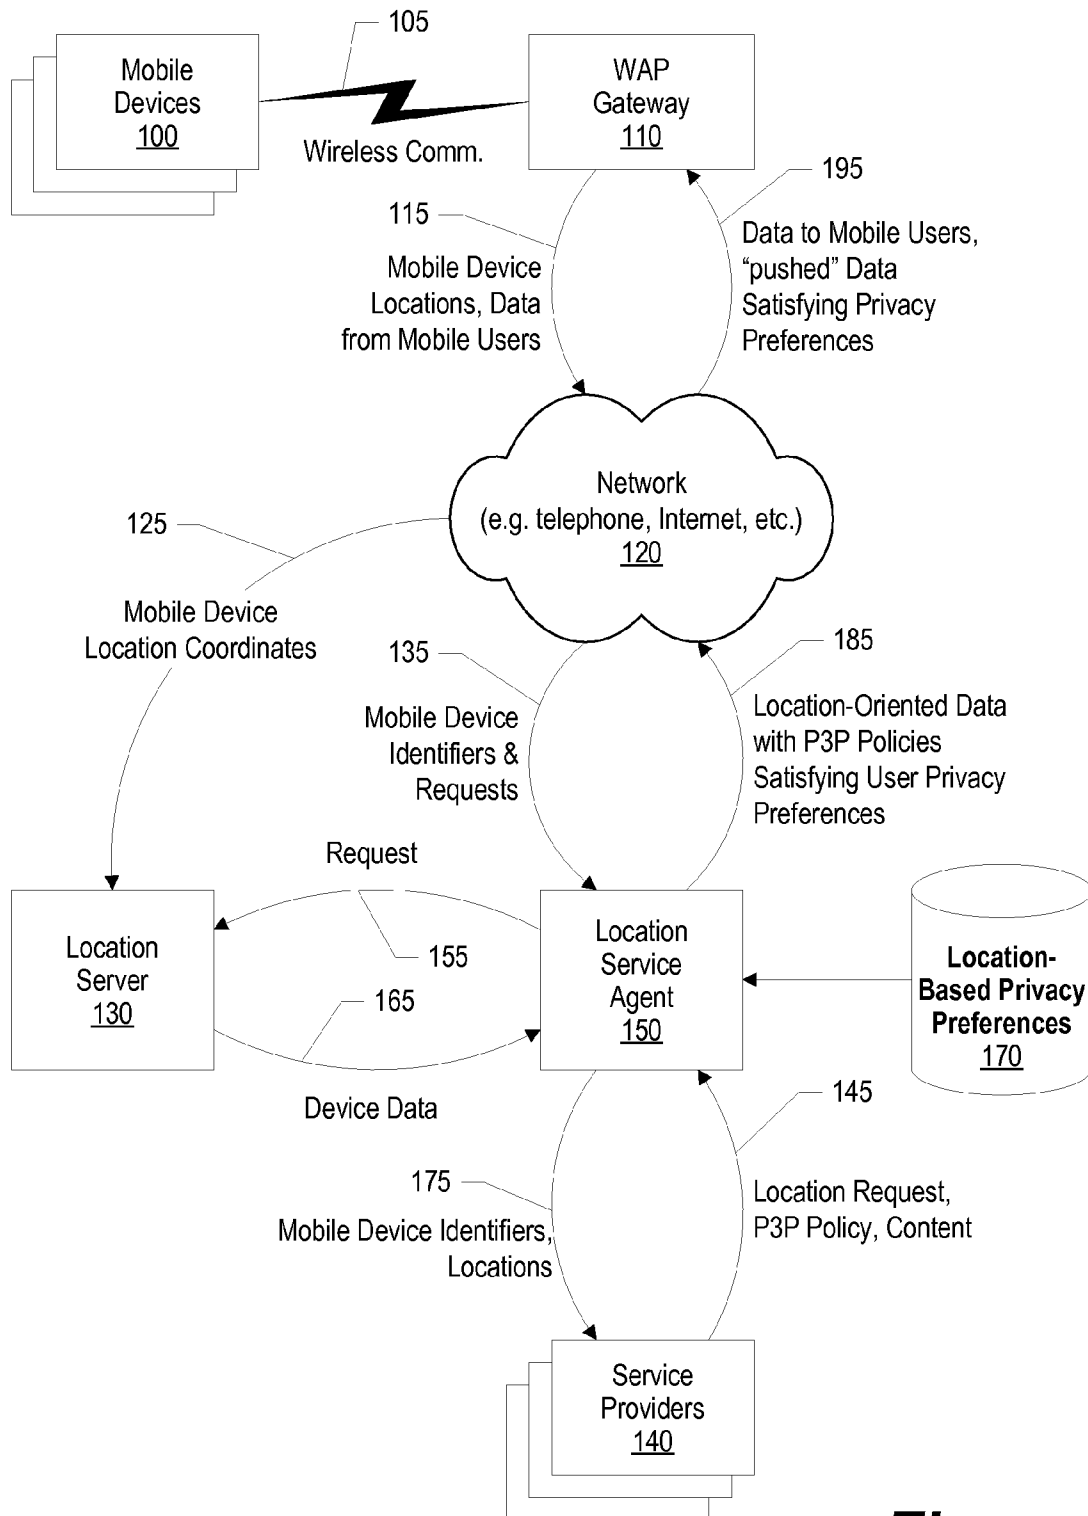 105
Mobile
Devices
100
WAP
Gateway
110
Wireless Comm.
195
115
Data to Mobile Users,
“pushed” Data
Satisfying Privacy
Preferences
Mobile Device
Locations, Data
from Mobile Users
Network
(e.g. telephone, Internet, etc.)
120
125
Mobile Device
Location Coordinates
135
185
Mobile Device
Identifiers &
Requests
Location-Oriented Data
with P3P Policies
Satisfying User Privacy
Preferences
Request
Location
Server
130
155
165
Location
Service
Agent
150
Location-
Based Privacy
Preferences
170
Device Data
145
175
Mobile Device Identifiers,
Locations
Location Request,
P3P Policy, Content
Service
Providers
140